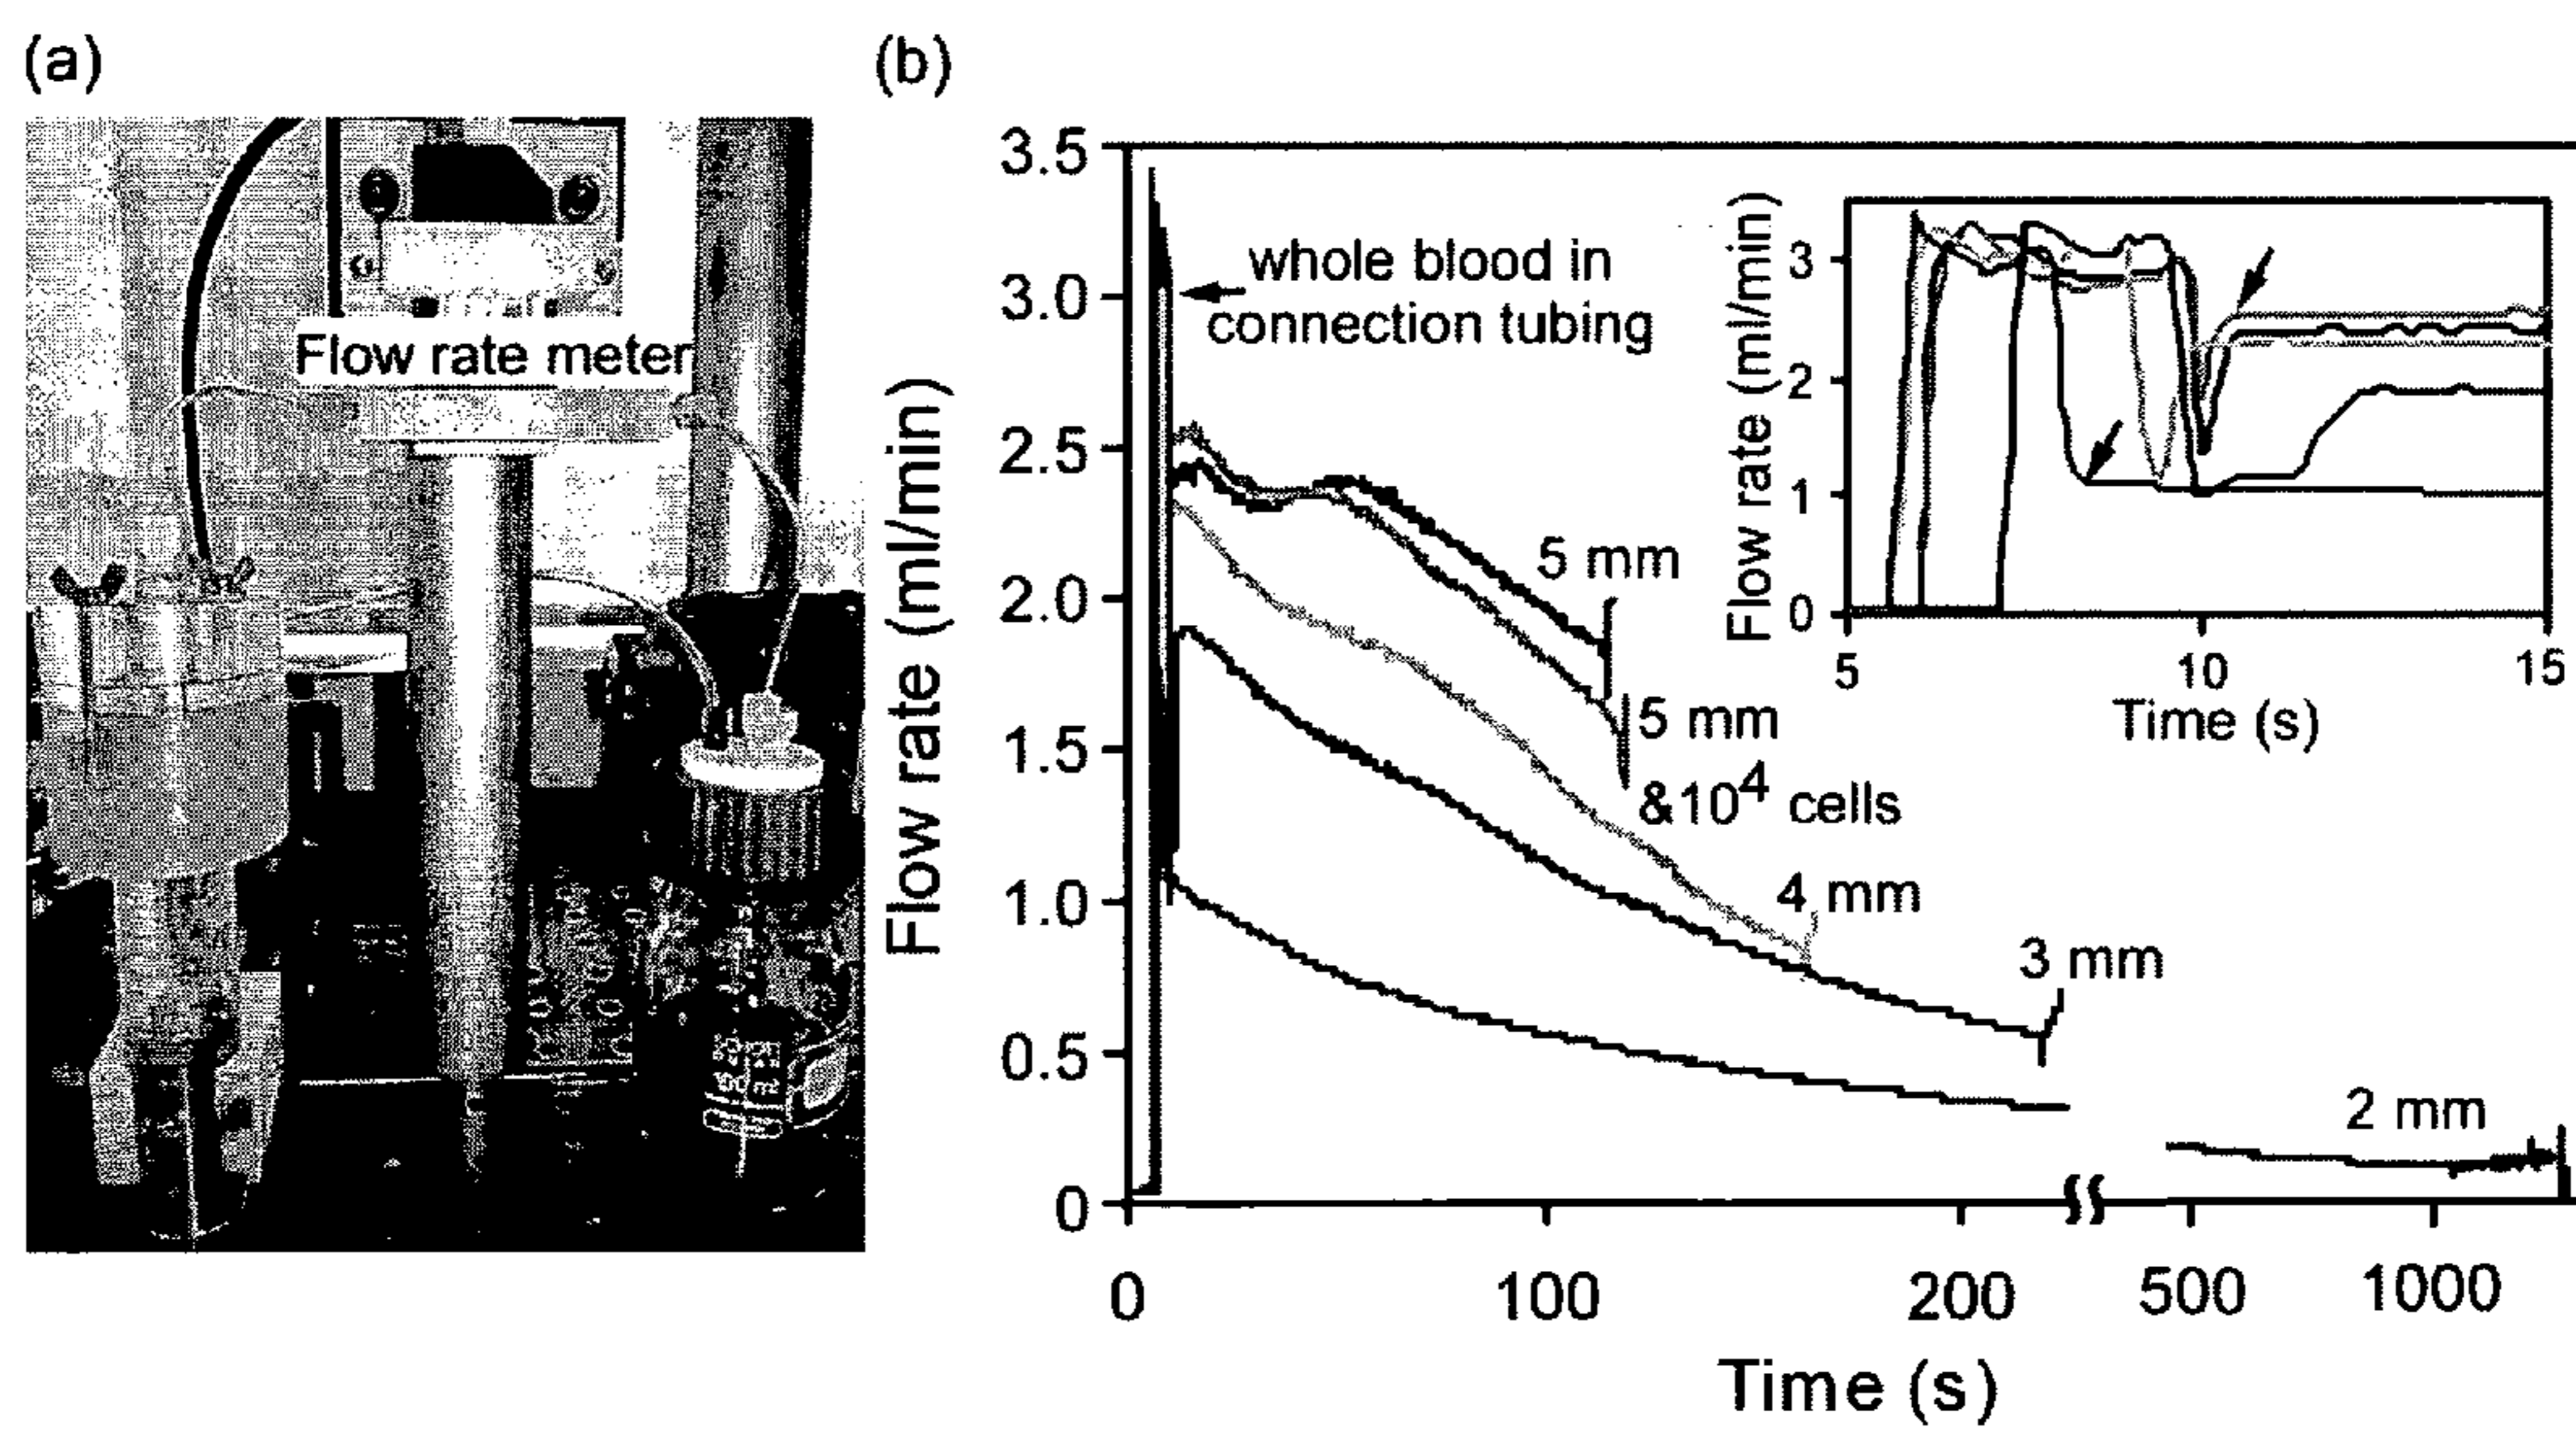 (a)
(b)
Flow rate meter
100 ml
Flow rate (ml/min)
3.5
3.0
2.5
2.0
1.5
1.0
0.5
0
whole blood in
connection tubing
5 mm
5 mm
&10⁴ cells
4 mm
3 mm
2 mm
0
100
200
500
1000
Time (s)
Flow rate (ml/min)
3
2
1
0
5
10
15
Time (s)